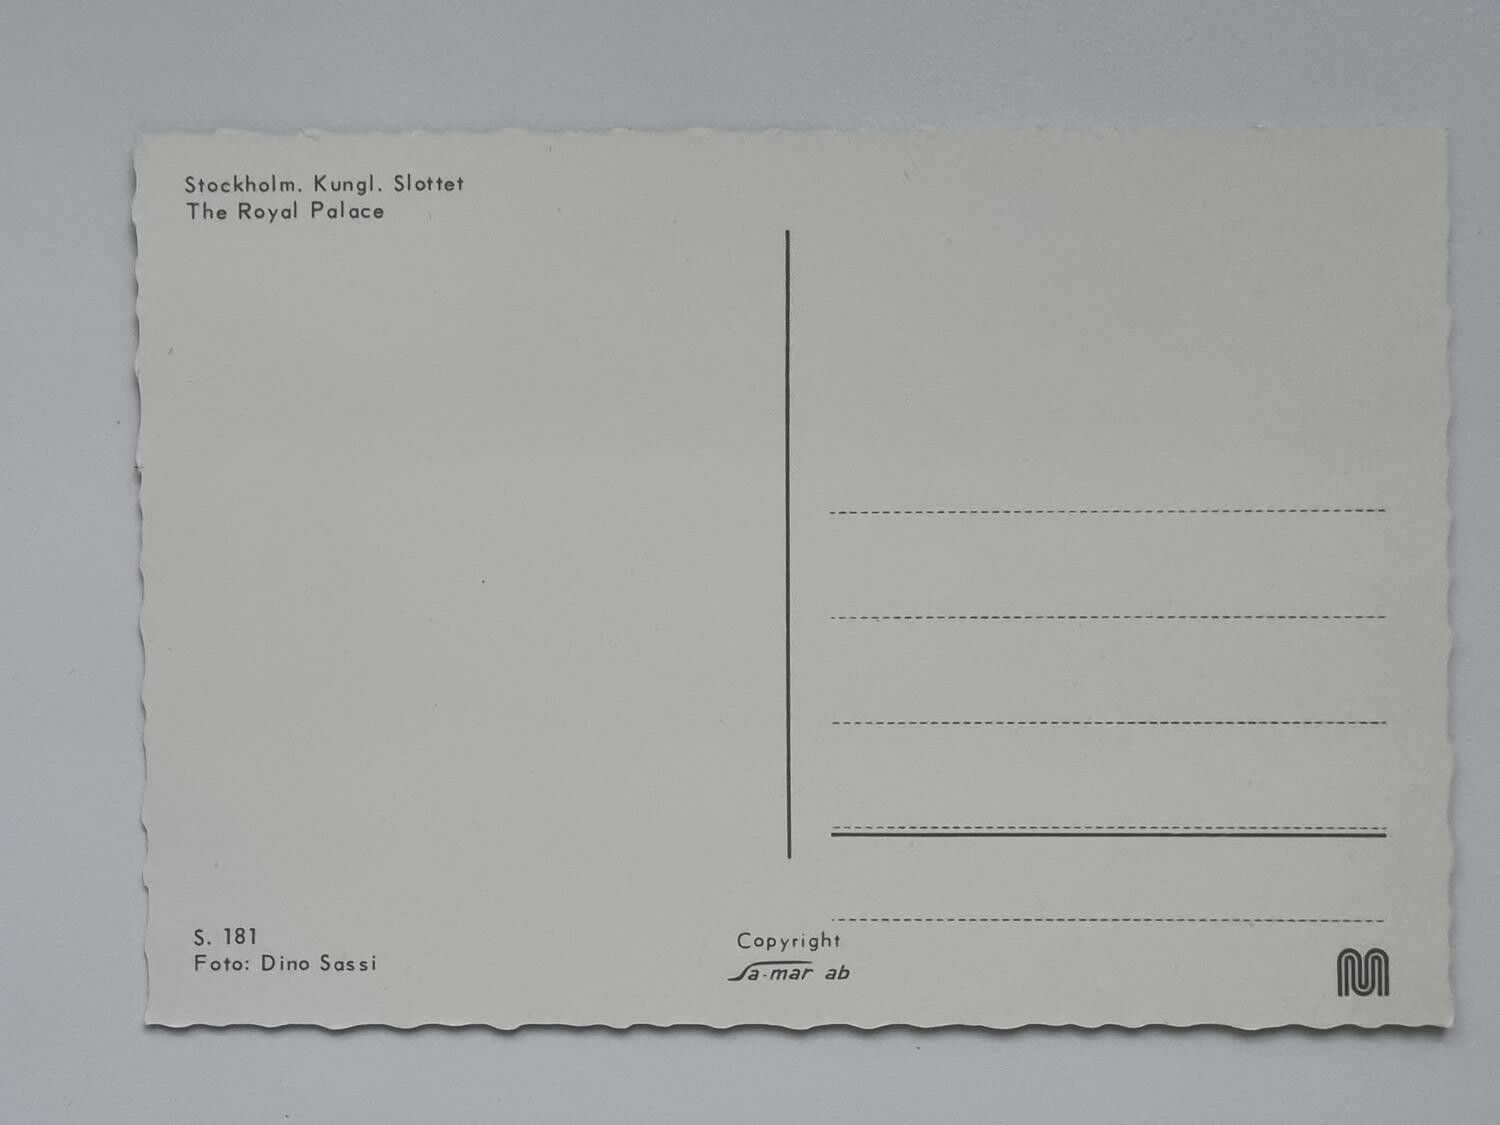 Stockholm. Kungl. Slottet
The Royal Palace
S. 181
Foto: Dino Sassi
Copyright
Sa-mar ab
M